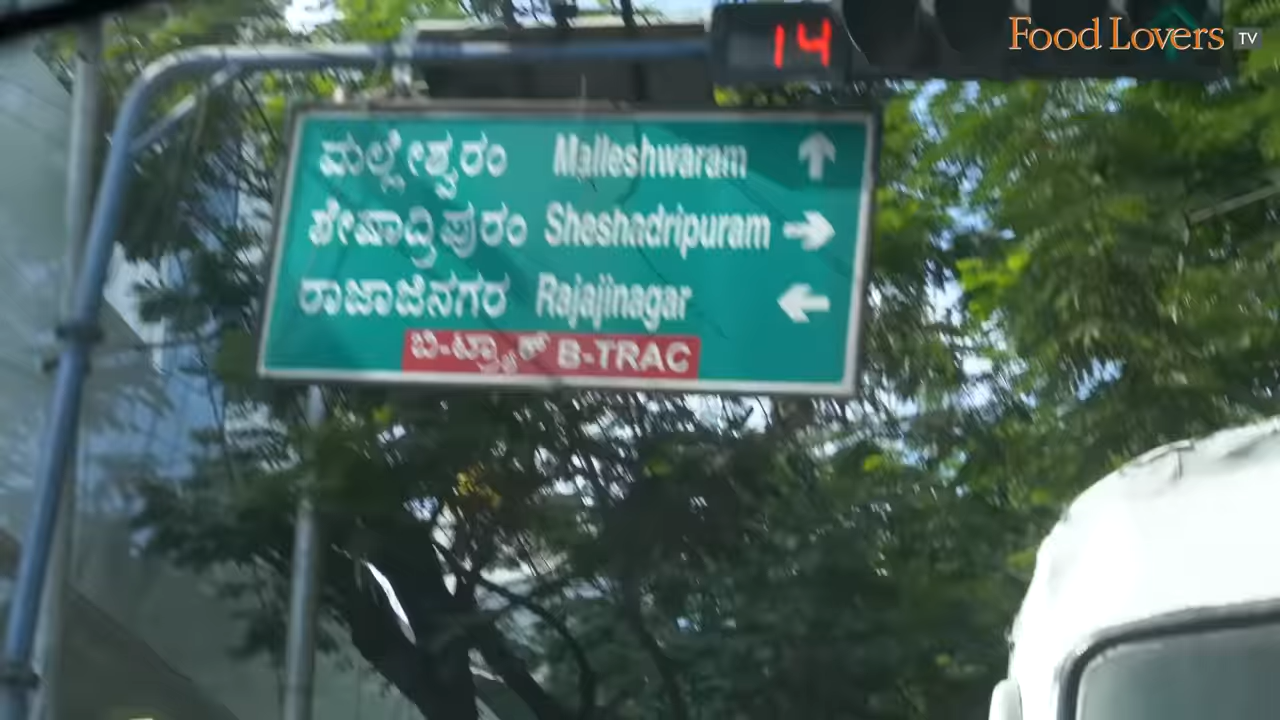 Food Lovers TV
14
ಮಲ್ಲೇಶ್ವರಂ Malleshwaram
ಶೇಷಾದ್ರಿಪುರಂ Sheshadripuram
ರಾಜಾಜಿನಗರ Rajajinagar
ಬಿ-ಟ್ರ್ಯಾಕ್ B-TRAC